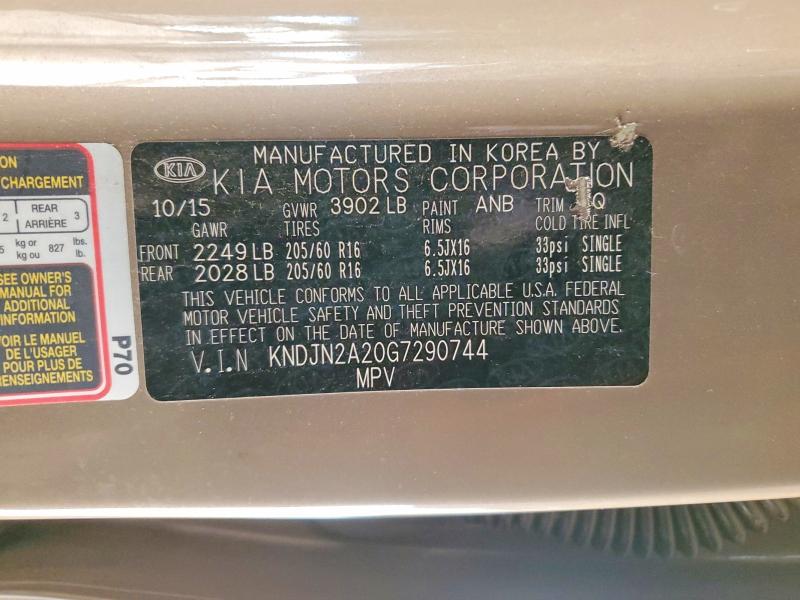 ON
CHARGEMENT
2 REAR ARRIÈRE 3
5 kg or kg ou 827 lbs. lb.
SEE OWNER'S
MANUAL FOR
ADDITIONAL
INFORMATION
VOIR LE MANUEL
DE L'USAGER
POUR PLUS DE
RENSEIGNEMENTS
P70
KIA
MANUFACTURED IN KOREA BY
KIA MOTORS CORPORATION
10/15 GVWR 3902 LB PAINT ANB TRIM Q
GAWR TIRES RIMS COLD TIRE INFL
FRONT 2249 LB 205/60 R16 6.5JX16 33psi SINGLE
REAR 2028 LB 205/60 R16 6.5JX16 33psi SINGLE
THIS VEHICLE CONFORMS TO ALL APPLICABLE U.S.A. FEDERAL
MOTOR VEHICLE SAFETY AND THEFT PREVENTION STANDARDS
IN EFFECT ON THE DATE OF MANUFACTURE SHOWN ABOVE.
V.I.N KNDJN2A20G7290744
MPV